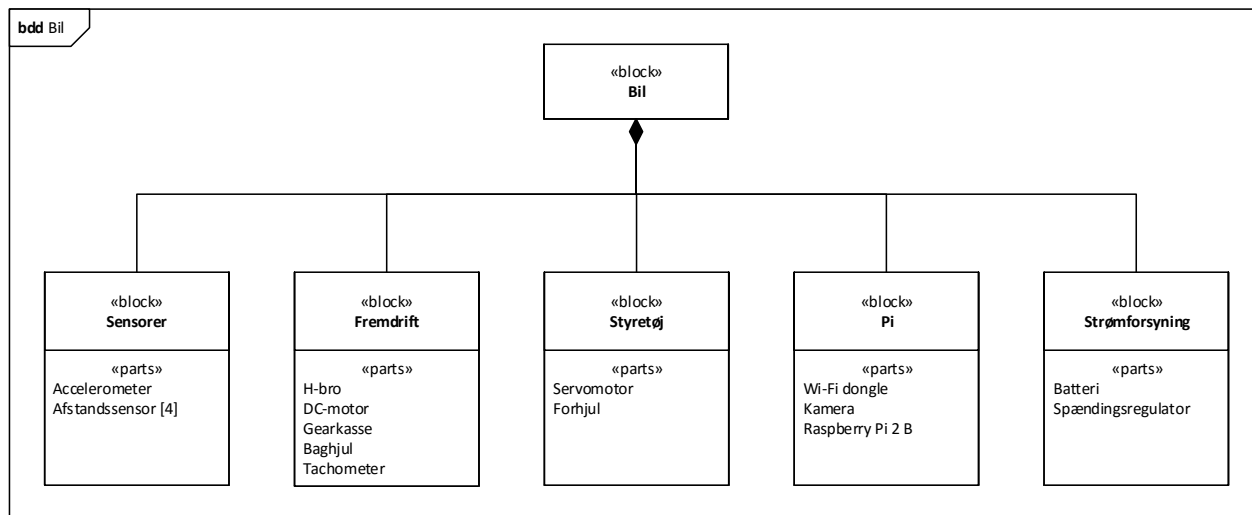 bdd Bil
«block»
Bil
«block»
Sensorer
«parts»
Accelerometer
Afstandssensor [4]
«block»
Fremdrift
«parts»
H-bro
DC-motor
Gearkasse
Baghjul
Tachometer
«block»
Styretøj
«parts»
Servomotor
Forhjul
«block»
Pi
«parts»
Wi-Fi dongle
Kamera
Raspberry Pi 2 B
«block»
Strømforsyning
«parts»
Batteri
Spændingsregulator